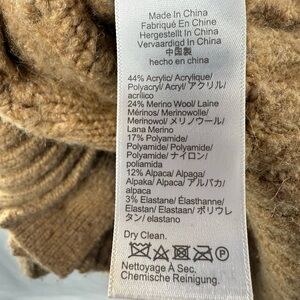 Made In China
Fabriqué En Chine
Hergestellt In China
Vervaardigd In China
中国製
hecho en china
44% Acrylic/ Acrylique/
Polyacryl/ Acryl/ アクリル/
acrílico
24% Merino Wool/ Laine
Mérinos/ Merinowolle/
Merinowol/ メリノウール/
Lana Merino
17% Polyamide/
Polyamide/ Polyamid/
Polyamide/ ナイロン/
poliamida
12% Alpaca/ Alpaga/
Alpaka/ Alpaca/ アルパカ/
alpaca
3% Elastane/ Élasthanne/
Elastan/ Elastaan/ ポリウレ
タン/ elastano
Dry Clean.
P
Nettoyage À Sec.
Chemische Reinigung.